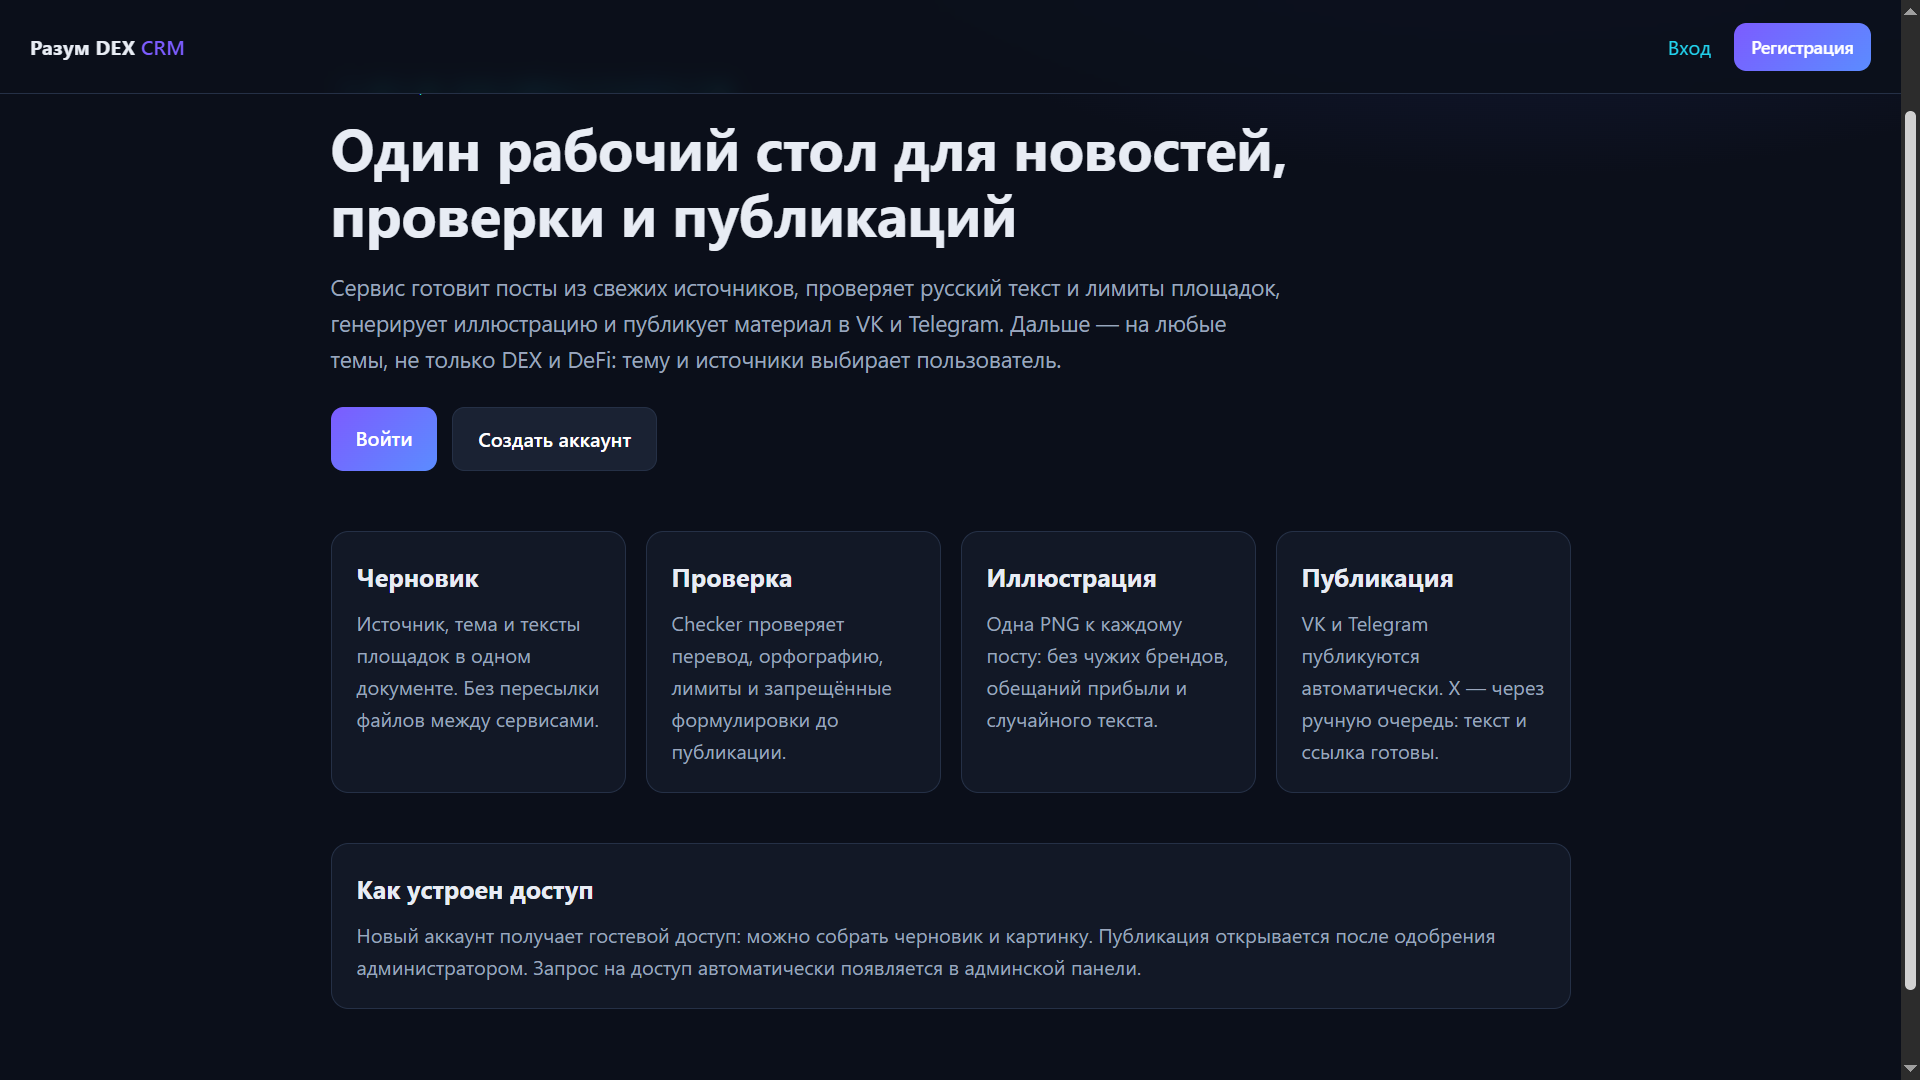 Разум DEX CRM
Вход
Регистрация
Один рабочий стол для новостей,
проверки и публикаций
Сервис готовит посты из свежих источников, проверяет русский текст и лимиты площадок,
генерирует иллюстрацию и публикует материал в VK и Telegram. Дальше — на любые
темы, не только DEX и DeFi: тему и источники выбирает пользователь.
Войти
Создать аккаунт
Черновик
Источник, тема и тексты
площадок в одном
документе. Без пересылки
файлов между сервисами.
Проверка
Checker проверяет
перевод, орфографию,
лимиты и запрещённые
формулировки до
публикации.
Иллюстрация
Одна PNG к каждому
посту: без чужих брендов,
обещаний прибыли и
случайного текста.
Публикация
VK и Telegram
публикуются
автоматически. X — через
ручную очередь: текст и
ссылка готовы.
Как устроен доступ
Новый аккаунт получает гостевой доступ: можно собрать черновик и картинку. Публикация открывается после одобрения
администратором. Запрос на доступ автоматически появляется в админской панели.